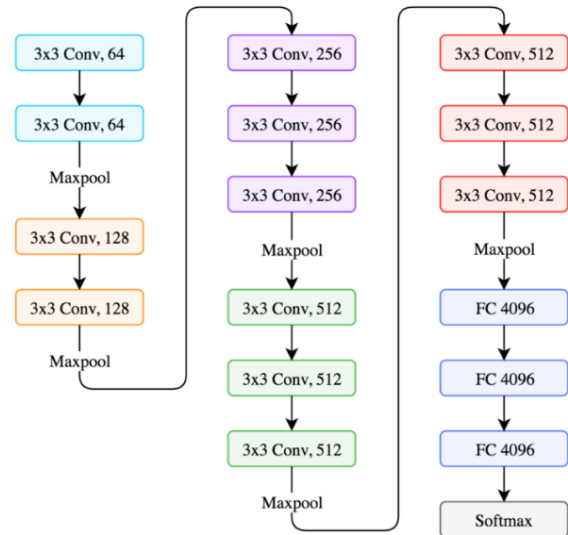 3x3 Conv, 64
3x3 Conv, 64
Maxpool
3x3 Conv, 128
3x3 Conv, 128
Maxpool
3x3 Conv, 256
3x3 Conv, 256
3x3 Conv, 256
Maxpool
3x3 Conv, 512
3x3 Conv, 512
3x3 Conv, 512
Maxpool
3x3 Conv, 512
3x3 Conv, 512
3x3 Conv, 512
Maxpool
FC 4096
FC 4096
FC 4096
Softmax